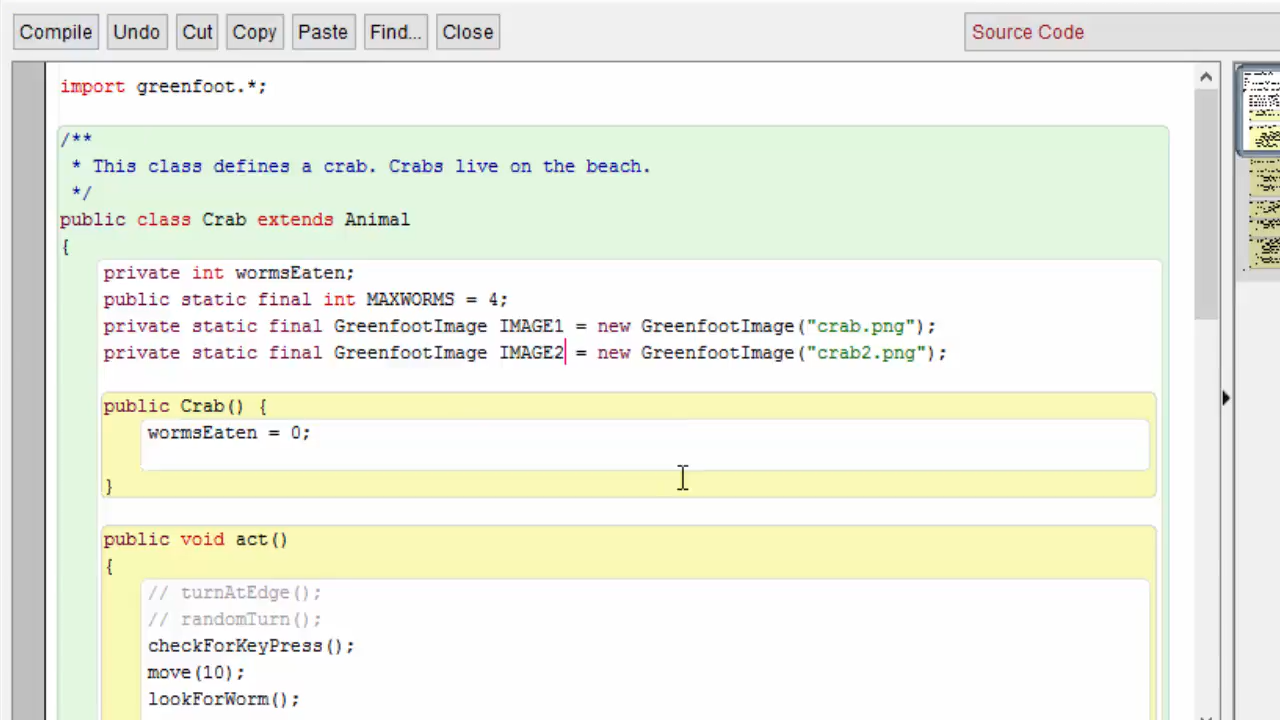 Compile Undo Cut Copy Paste Find... Close Source Code
import greenfoot.*;
/**
* This class defines a crab. Crabs live on the beach.
*/
public class Crab extends Animal
{
private int wormsEaten;
public static final int MAXWORMS = 4;
private static final GreenfootImage IMAGE1 = new GreenfootImage("crab.png");
private static final GreenfootImage IMAGE2 = new GreenfootImage("crab2.png");
public Crab() {
wormsEaten = 0;
}
public void act()
{
// turnAtEdge();
// randomTurn();
checkForKeyPress();
move(10);
lookForWorm();